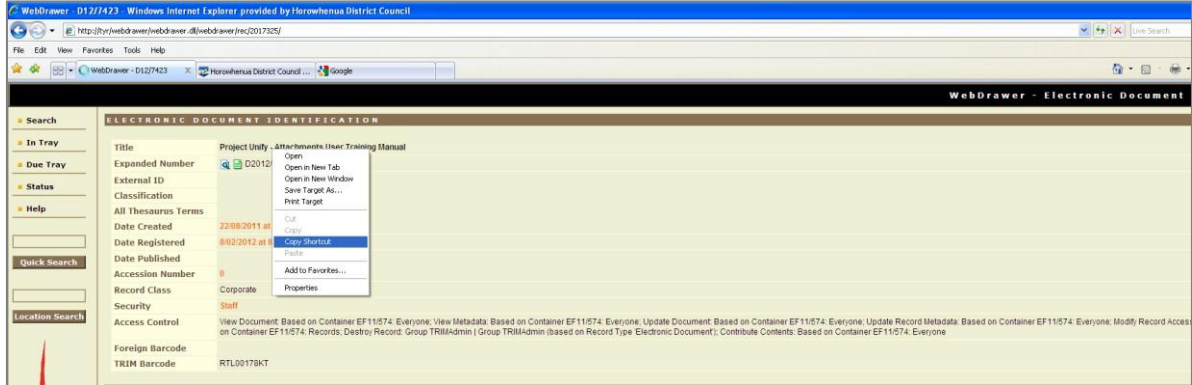 WebDrawer - D12/7423 - Windows Internet Explorer provided by Horowhenua District Council
http://tyr/webdrawer/webdrawer.dll/webdrawer/rec/2017325/
Live Search
File Edit View Favorites Tools Help
WebDrawer - D12/7423
Horowhenua District Council ...
Google
WebDrawer - Electronic Document
Search
In Tray
Due Tray
Status
Help
Quick Search
Location Search
ELECTRONIC DOCUMENT IDENTIFICATION
Title Project Unify - Attachments User Training Manual
Expanded Number D2012/
External ID
Classification
All Thesaurus Terms
Date Created 22/08/2011 at
Date Registered 8/02/2012 at 8
Date Published
Accession Number 0
Record Class Corporate
Security Staff
Access Control View Document: Based on Container EF11/574: Everyone; View Metadata: Based on Container EF11/574: Everyone; Update Document: Based on Container EF11/574: Everyone; Update Record Metadata: Based on Container EF11/574: Everyone; Modify Record Access
on Container EF11/574: Records; Destroy Record: Group TRIMAdmin | Group TRIMAdmin (based on Record Type 'Electronic Document'); Contribute Contents: Based on Container EF11/574: Everyone
Foreign Barcode
TRIM Barcode RTL00178KT
Open
Open in New Tab
Open in New Window
Save Target As...
Print Target
Cut
Copy
Copy Shortcut
Paste
Add to Favorites...
Properties